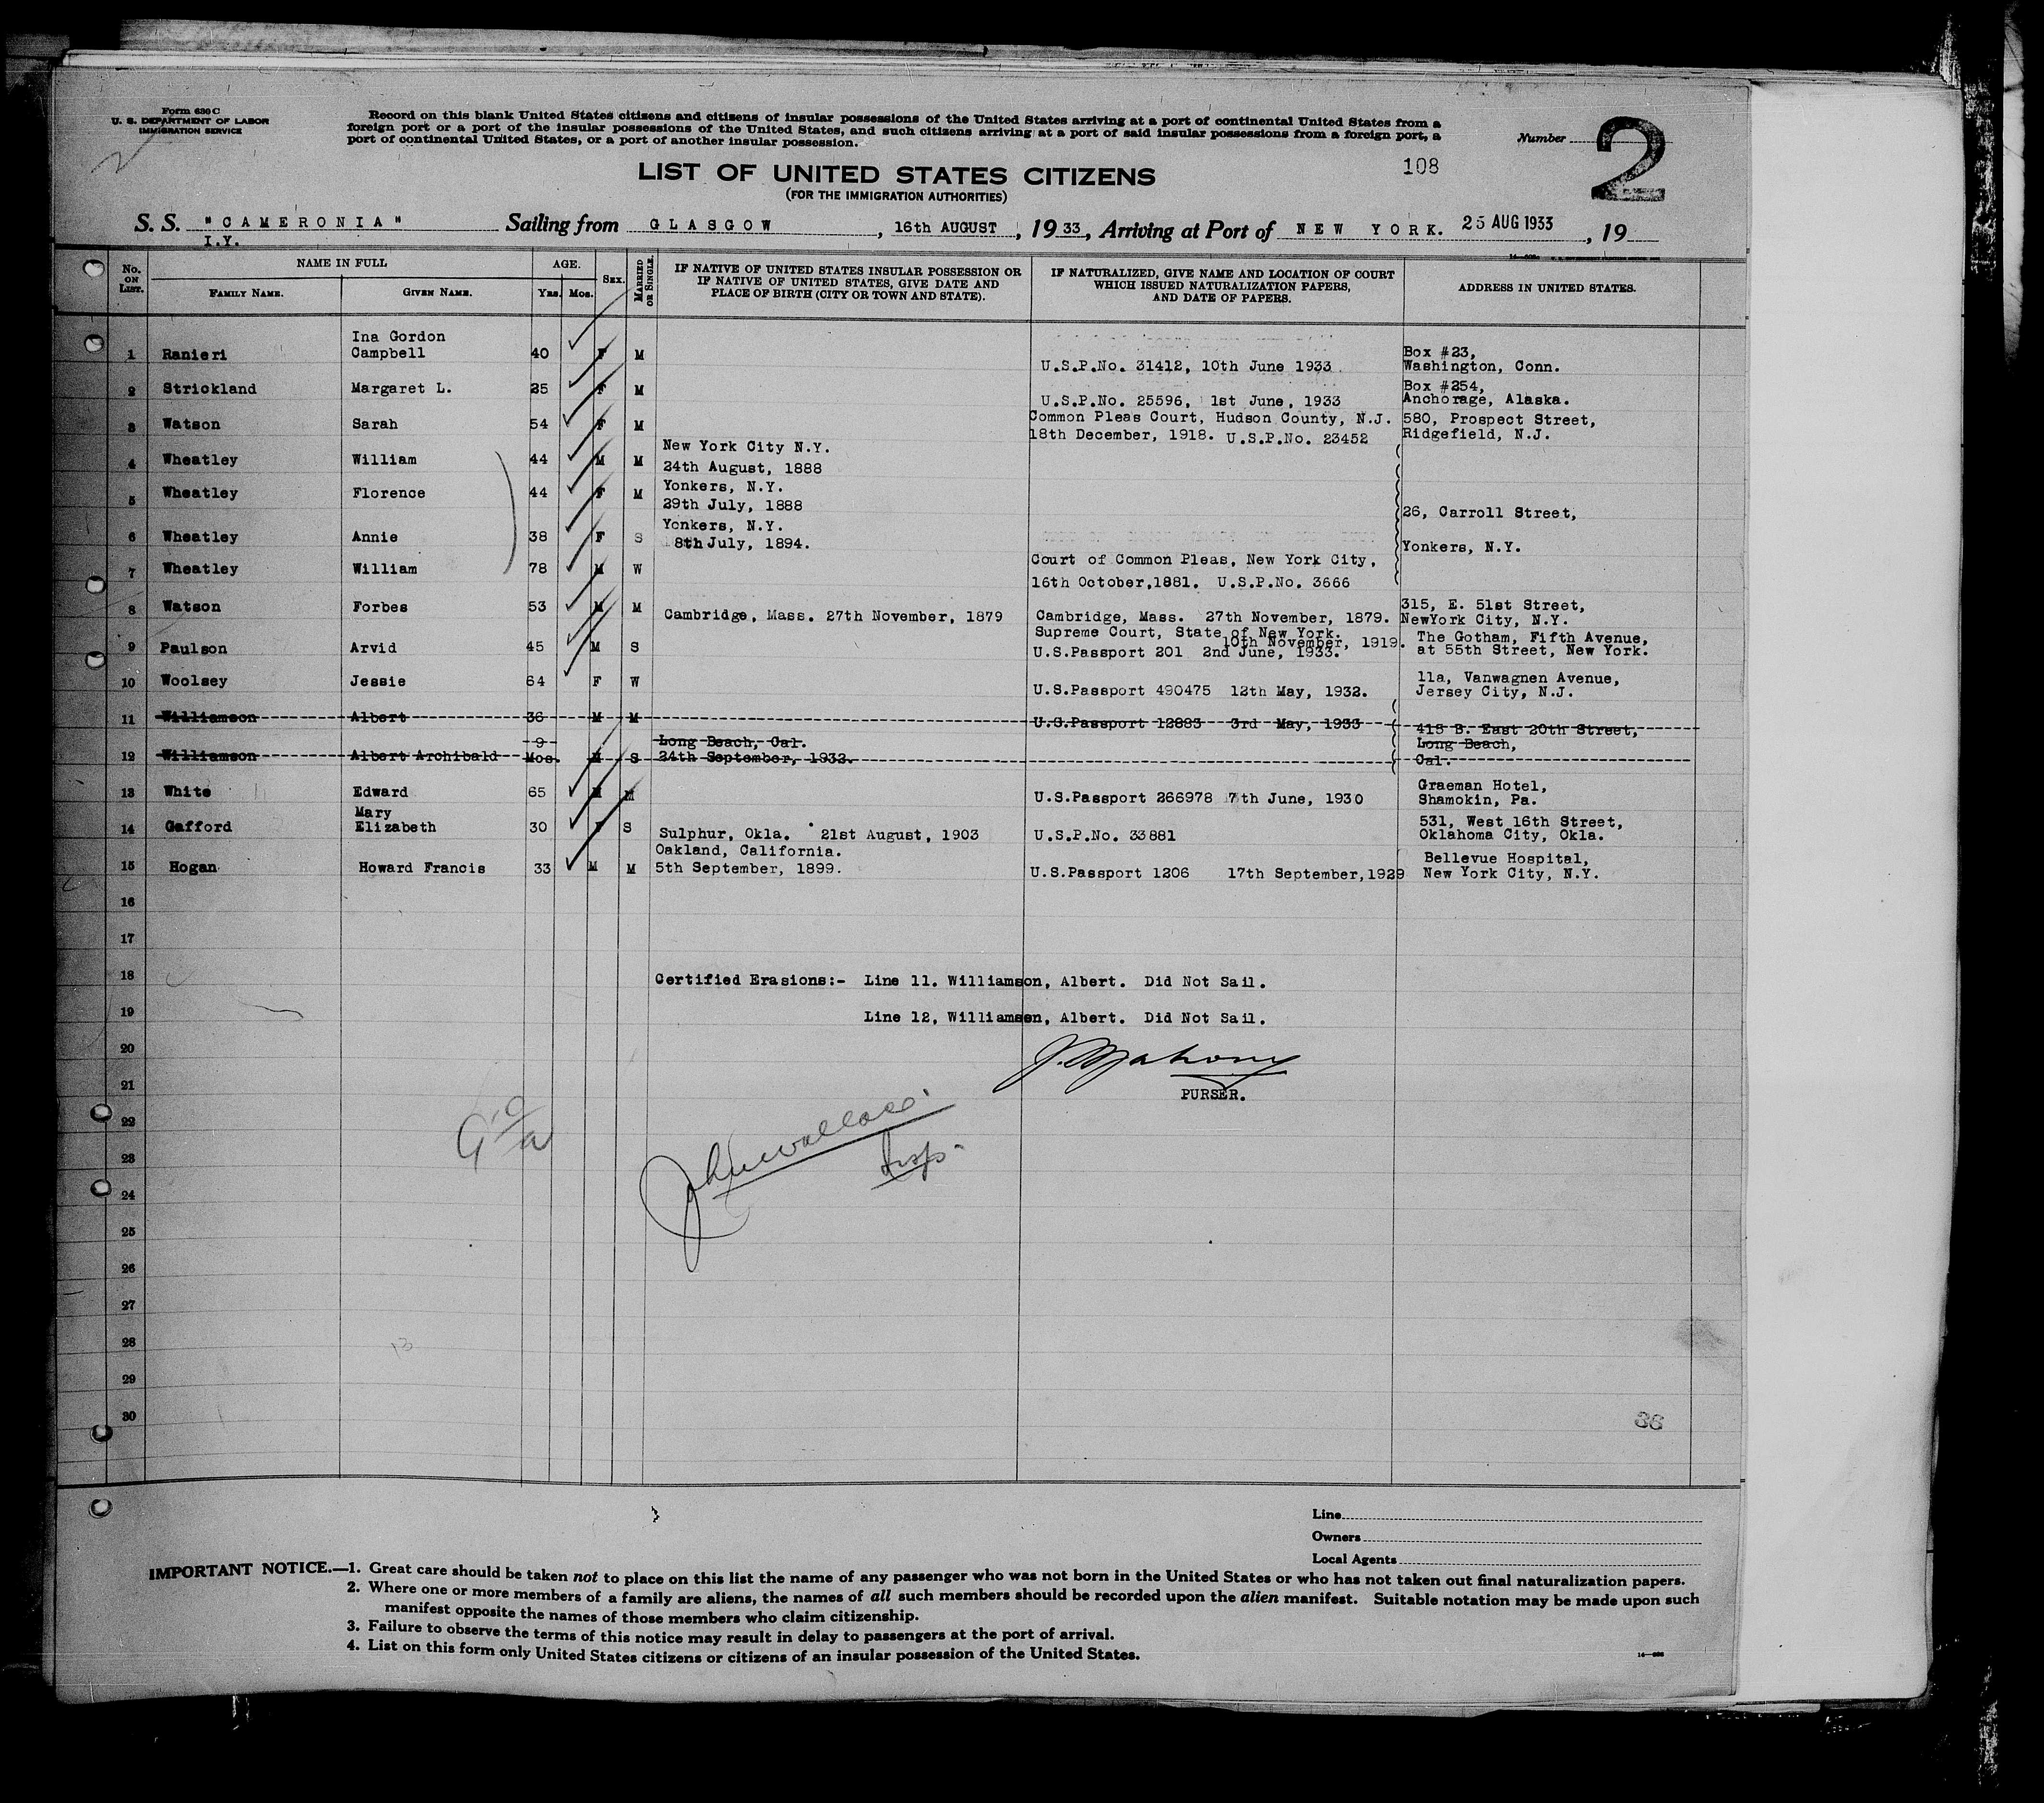 Form 630 C
U. S. DEPARTMENT OF LABOR
IMMIGRATION SERVICE
Record on this blank United States citizens and citizens of insular possessions of the United States arriving at a port of continental United States from a
foreign port or a port of the insular possessions of the United States, and such citizens arriving at a port of said insular possessions from a foreign port, a
port of continental United States, or a port of another insular possession.
Number 2
108
LIST OF UNITED STATES CITIZENS
(FOR THE IMMIGRATION AUTHORITIES)
S. S. "CAMERONIA" Sailing from GLASGOW, 16th AUGUST, 1933, Arriving at Port of NEW YORK. 25 AUG 1933, 19
I.Y.
No. ON LIST. NAME IN FULL FAMILY NAME. GIVEN NAME. AGE. Yrs. Mos. SEX. MARRIED OR SINGLE. IF NATIVE OF UNITED STATES INSULAR POSSESSION OR IF NATIVE OF UNITED STATES, GIVE DATE AND PLACE OF BIRTH (CITY OR TOWN AND STATE). IF NATURALIZED, GIVE NAME AND LOCATION OF COURT WHICH ISSUED NATURALIZATION PAPERS, AND DATE OF PAPERS. ADDRESS IN UNITED STATES.
1 Ranieri Ina Gordon Campbell 40 F M U.S.P.No. 31412, 10th June 1933 Box #23, Washington, Conn.
2 Strickland Margaret L. 25 F M U.S.P.No. 25596, 1st June, 1933 Box #254, Anchorage, Alaska.
3 Watson Sarah 54 F M Common Pleas Court, Hudson County, N.J. 18th December, 1918. U.S.P.No. 23452 580, Prospect Street, Ridgefield, N.J.
4 Wheatley William 44 M M New York City N.Y. 24th August, 1888
5 Wheatley Florence 44 F M Yonkers, N.Y. 29th July, 1888 26, Carroll Street,
6 Wheatley Annie 38 F S Yonkers, N.Y. 8th July, 1894. Yonkers, N.Y.
7 Wheatley William 78 M W Court of Common Pleas, New York City, 16th October,1881. U.S.P.No. 3666
8 Watson Forbes 53 M M Cambridge, Mass. 27th November, 1879 Cambridge, Mass. 27th November, 1879. 315, E. 51st Street, NewYork City, N.Y.
9 Paulson Arvid 45 M S Supreme Court, State of New York. 10th November, 1919. U.S.Passport 201 2nd June, 1933. The Gotham, Fifth Avenue, at 55th Street, New York.
10 Woolsey Jessie 64 F W U.S.Passport 490475 12th May, 1932. 11a, Vanwagnen Avenue, Jersey City, N.J.
11 Williamson Albert 36 M M U.S.Passport 12883 3rd May, 1933 415 B. East 20th Street,
12 Williamson Albert Archibald 9 Mos. M S Long Beach, Cal. 24th September, 1932. Long Beach, Cal.
13 White Edward 65 M M U.S.Passport 266978 7th June, 1930 Graeman Hotel, Shamokin, Pa.
14 Gafford Mary Elizabeth 30 F S Sulphur, Okla. 21st August, 1903 U.S.P.No. 33881 531, West 16th Street, Oklahoma City, Okla.
15 Hogan Howard Francis 33 M M Oakland, California. 5th September, 1899. U.S.Passport 1206 17th September,1929 Bellevue Hospital, New York City, N.Y.
16
17
18 Certified Erasions:- Line 11. Williamson, Albert. Did Not Sail.
19 Line 12, Williamson, Albert. Did Not Sail.
20 J. Mahony
21 PURSER.
22 John Wallace
23 Insp.
24
25
26
27
28
29
30
Line
Owners
Local Agents
IMPORTANT NOTICE.—1. Great care should be taken not to place on this list the name of any passenger who was not born in the United States or who has not taken out final naturalization papers.
2. Where one or more members of a family are aliens, the names of all such members should be recorded upon the alien manifest. Suitable notation may be made upon such
manifest opposite the names of those members who claim citizenship.
3. Failure to observe the terms of this notice may result in delay to passengers at the port of arrival.
4. List on this form only United States citizens or citizens of an insular possession of the United States.